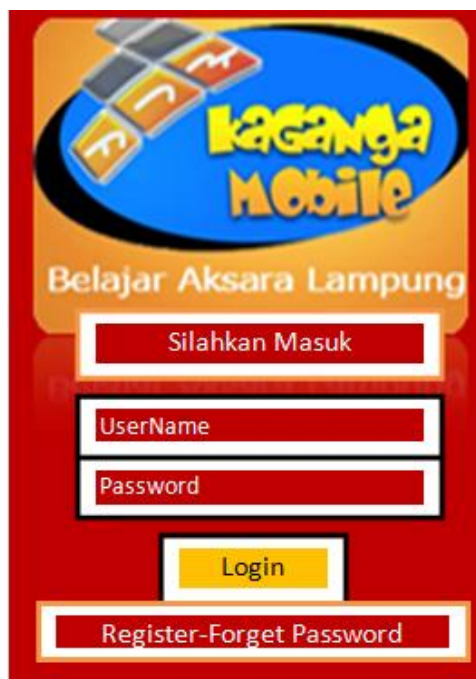 KaGaNga
MObile
Belajar Aksara Lampung
Silahkan Masuk
UserName
Password
Login
Register-Forget Password